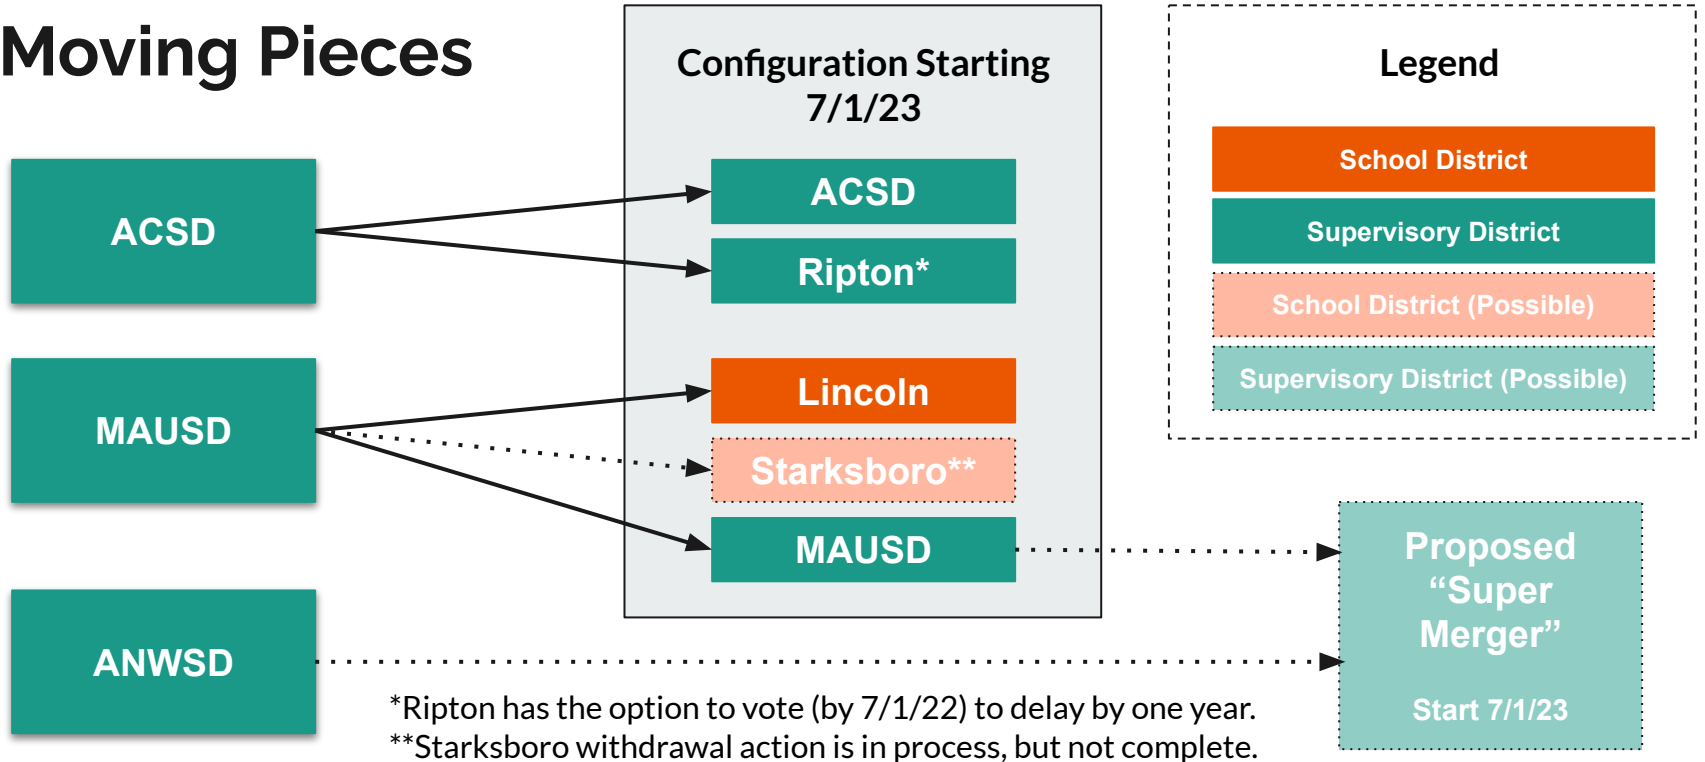 Moving Pieces
Configuration Starting
7/1/23
Legend
School District
Supervisory District
School District (Possible)
Supervisory District (Possible)
ACSD
ACSD
Ripton*
MAUSD
Lincoln
Starksboro**
MAUSD
ANWSD
Proposed
“Super
Merger”
Start 7/1/23
*Ripton has the option to vote (by 7/1/22) to delay by one year.
**Starksboro withdrawal action is in process, but not complete.